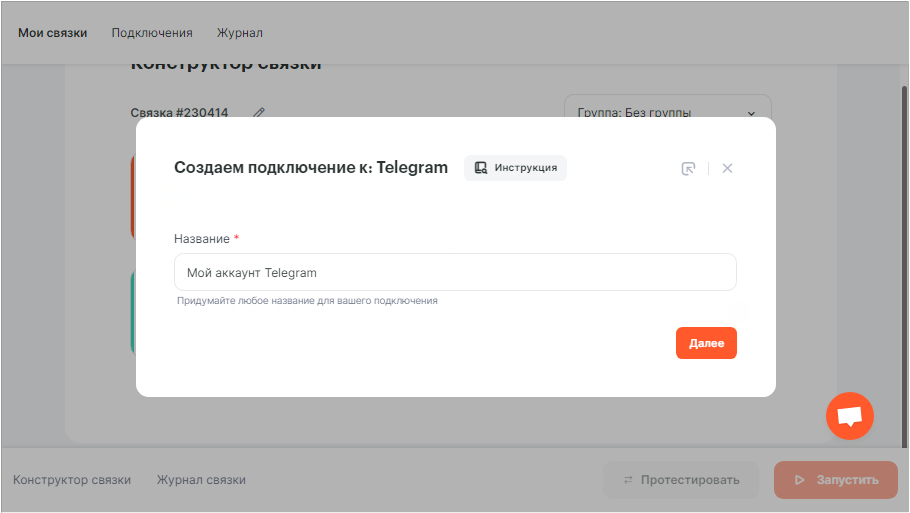 Мои связки Подключения Журнал
Конструктор связки
Связка #230414 Группа: Без группы
Создаем подключение к: Telegram Инструкция
Название *
Мой аккаунт Telegram
Придумайте любое название для вашего подключения
Далее
Конструктор связки Журнал связки Протестировать Запустить